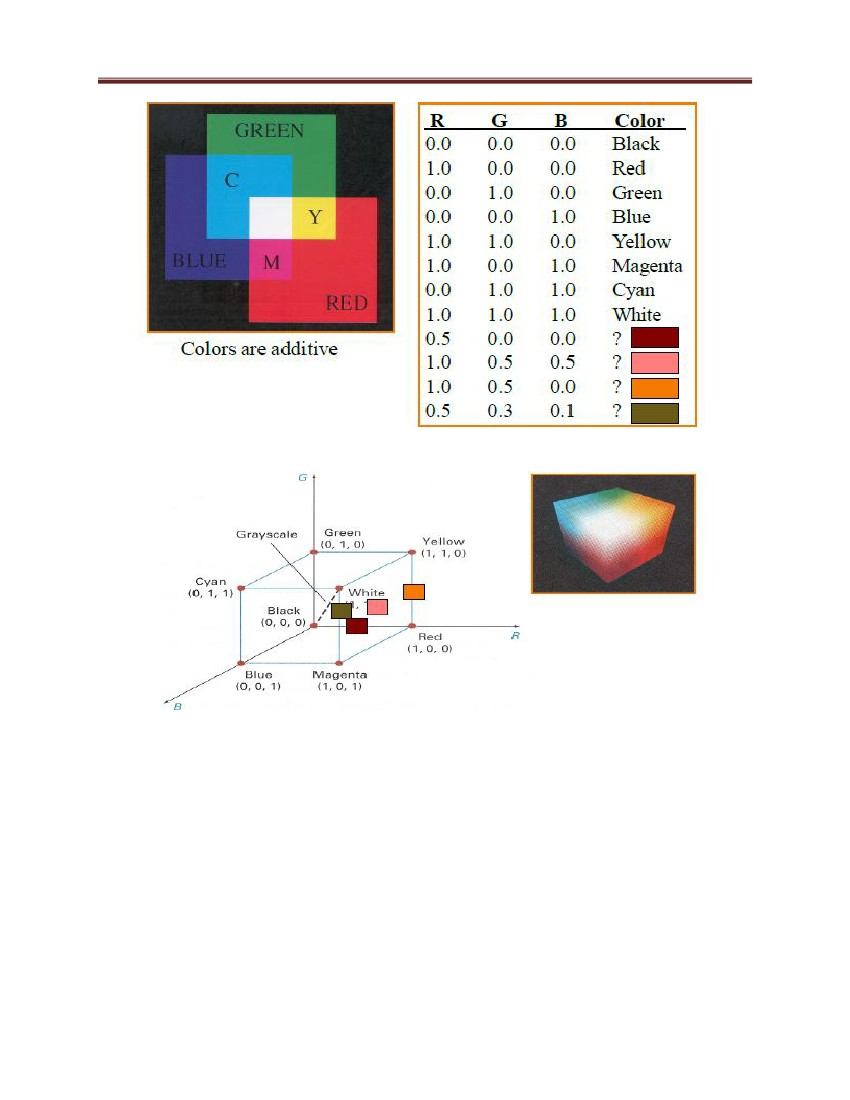 GREEN
C
Y
BLUE
M
RED
Colors are additive
R G B Color
0.0 0.0 0.0 Black
1.0 0.0 0.0 Red
0.0 1.0 0.0 Green
0.0 0.0 1.0 Blue
1.0 1.0 0.0 Yellow
1.0 0.0 1.0 Magenta
0.0 1.0 1.0 Cyan
1.0 1.0 1.0 White
0.5 0.0 0.0 ?
1.0 0.5 0.5 ?
1.0 0.5 0.0 ?
0.5 0.3 0.1 ?
G
Grayscale
Green
(0, 1, 0)
Yellow
(1, 1, 0)
Cyan
(0, 1, 1)
White
Black
(0, 0, 0)
Red
(1, 0, 0)
R
Blue
(0, 0, 1)
Magenta
(1, 0, 1)
B